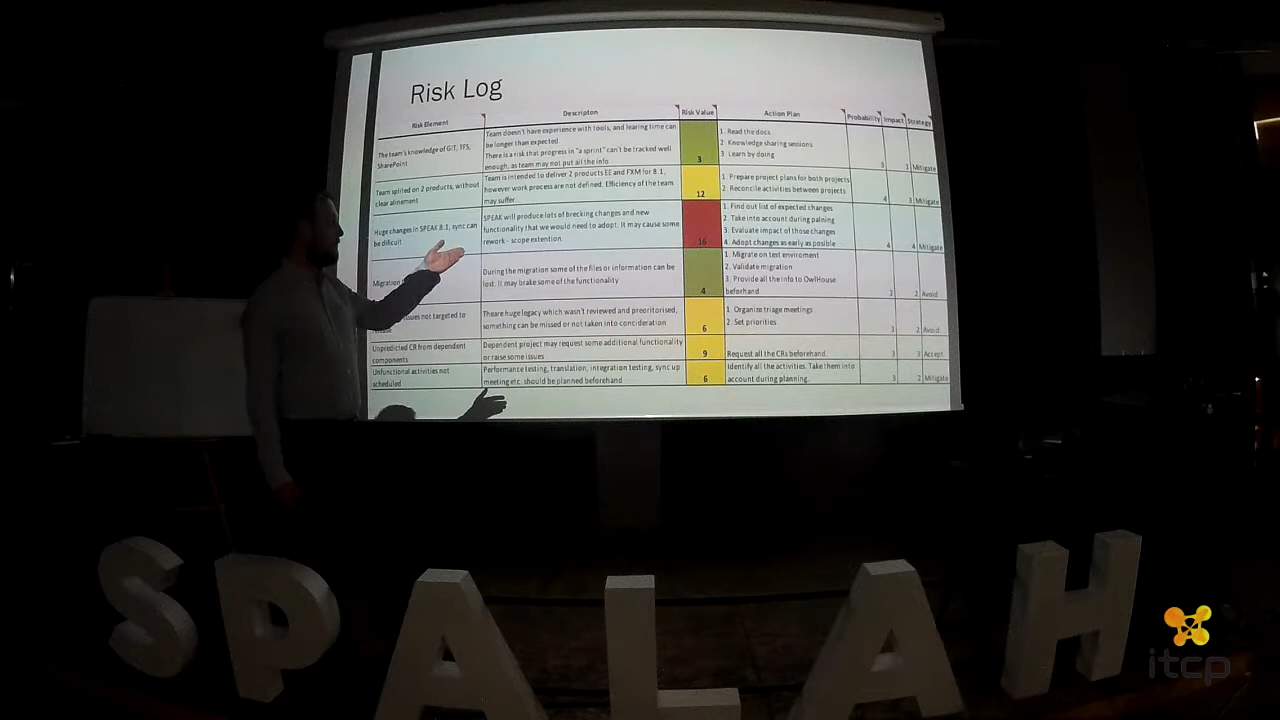 Risk Log
Risk Element
Descripton
Risk Value
Action Plan
Probability
Impact
Strategy
The team's knowledge of GIT, TFS,
SharePoint
Team doesn't have experience with tools, and learing time can
be longer than expected.
There is a risk that progress in "a sprint" can't be tracked well
enough, as team may not put all the info
3
1. Read the docs
2. Knowledge sharing sessions
3. Learn by doing
3
1
Mitigate
Team splited on 2 products, without
clear alinement
Team is intended to deliver 2 products EE and FXM for 8.1,
however work process are not defined. Efficiency of the team
may suffer.
12
1. Prepare project plans for both projects
2. Reconcile activities between projects
4
3
Mitigate
Huge changes in SPEAK 8.1, sync can
be dificult
SPEAK will produce lots of brecking changes and new
functionality that we would need to adopt. It may cause some
rework - scope extention.
16
1. Find out list of expected changes
2. Take into account during palning
3. Evaluate impact of those changes
4. Adopt changes as early as posible
4
4
Mitigate
Migration
During the migration some of the files or information can be
lost. It may brake some of the functionality
4
1. Migrate on test enviroment
2. Validate migration
3. Provide all the info to OwlHouse
beforhand
2
2
Avoid
not targeted to
Theare huge legacy which wasn't reviewed and preoritorised,
something can be missed or not taken into concideration
6
1. Organize triage meetings
2. Set priorities
3
2
Avoid
Unpredicted CR from dependent
components
Dependent project may request some additional functionality
or raise some issues
9
Request all the CRs beforehand.
3
3
Accept
Unfunctional activities not
scheduled
Performance testing, translation, integration testing, sync up
meeting etc. should be planned beforehand
6
Identify all the activities. Take them into
account during planning.
3
2
Mitigate
SPALAH
itcp